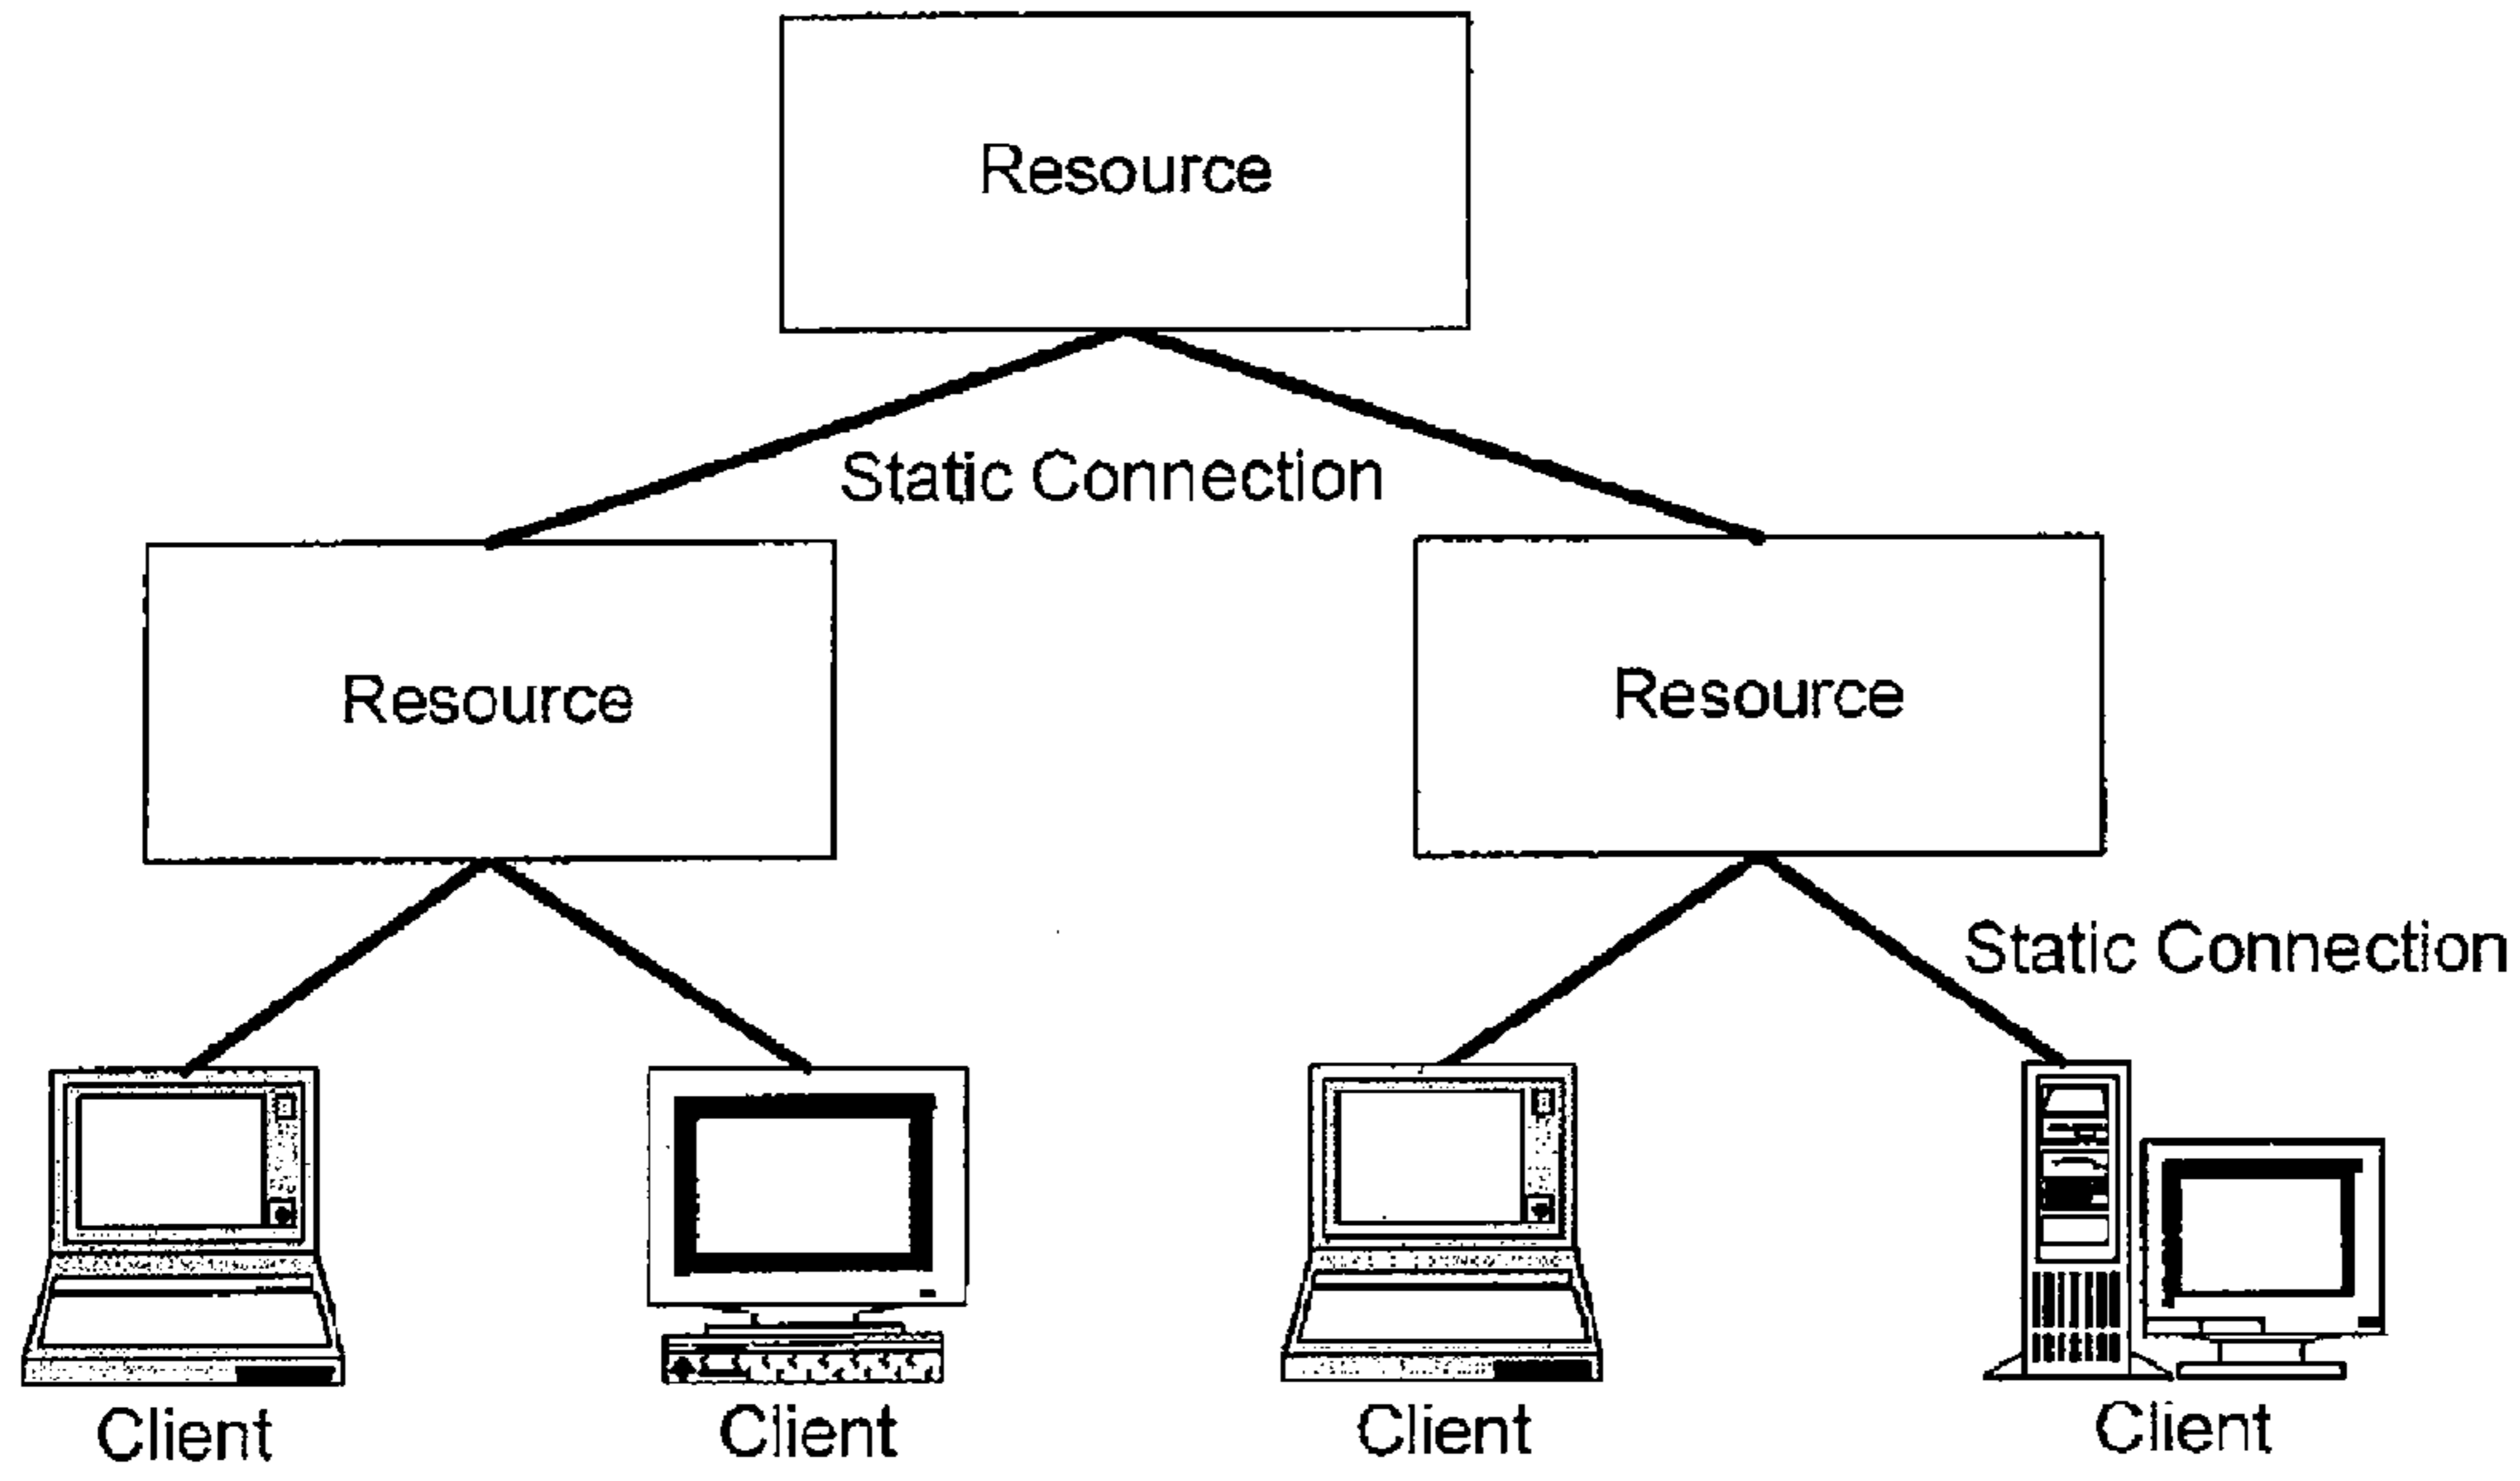 Resource
Static Connection
Resource
Resource
Static Connection
Client
Client
Client
Client